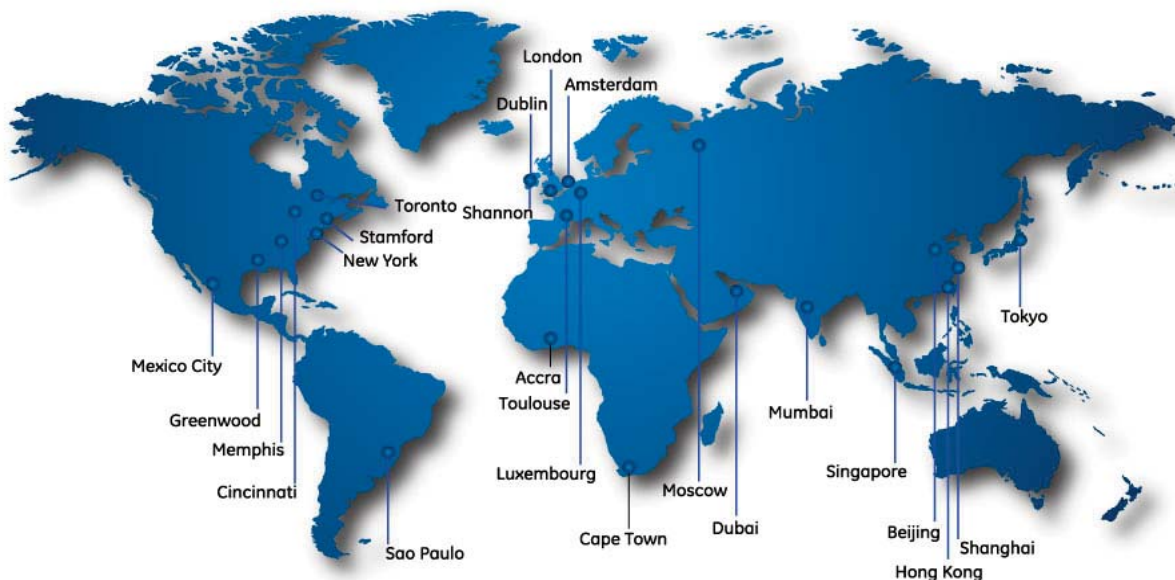 London
Amsterdam
Dublin
Toronto
Shannon
Stamford
New York
Tokyo
Mexico City
Accra
Toulouse
Mumbai
Greenwood
Memphis
Luxembourg
Singapore
Cincinnati
Moscow
Dubai
Beijing
Cape Town
Shanghai
Sao Paulo
Hong Kong